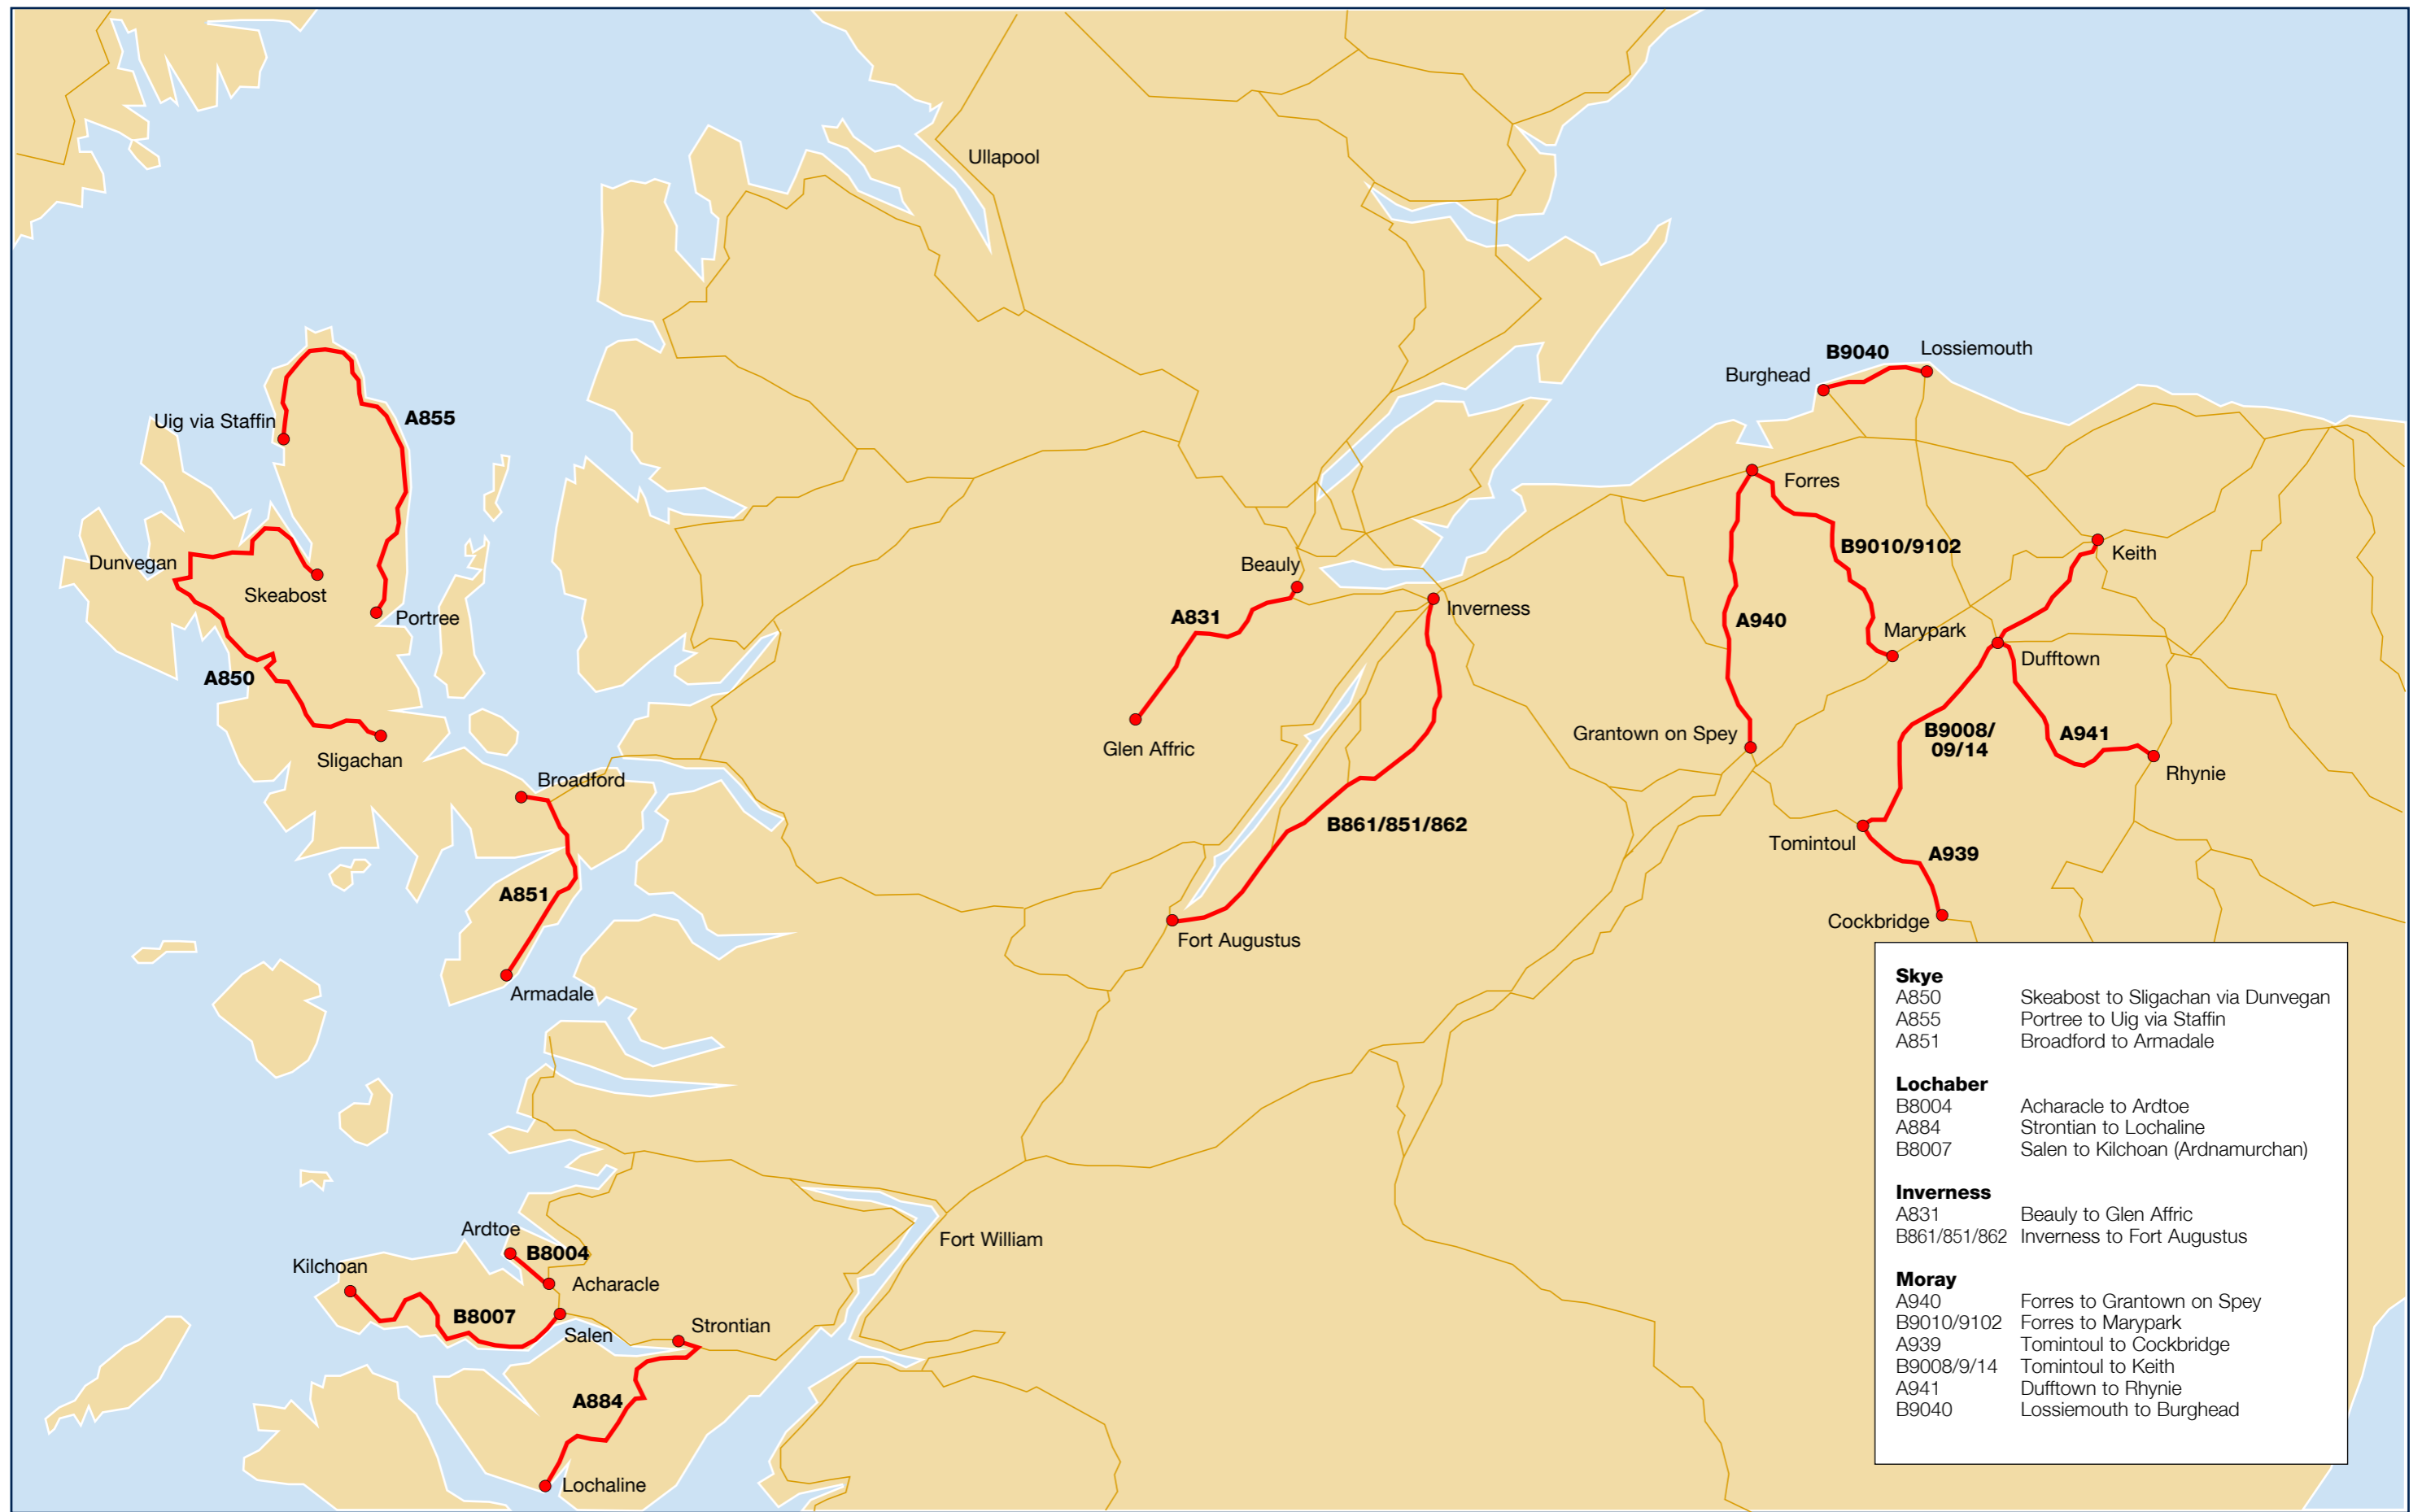 Ullapool
B9040
Lossiemouth
Burghead
Uig via Staffin
A855
Forres
B9010/9102
Keith
Dunvegan
Skeabost
Portree
Beauly
A831
Inverness
A940
Marypark
Dufftown
A850
Sligachan
Glen Affric
Grantown on Spey
B9008/
09/14
A941
Rhynie
Broadford
B861/851/862
Tomintoul
A939
A851
Cockbridge
Fort Augustus
Armadale
Ardtoe
B8004
Fort William
Kilchoan
Acharacle
B8007
Salen
Strontian
A884
Lochaline
Skye
A850 Skeabost to Sligachan via Dunvegan
A855 Portree to Uig via Staffin
A851 Broadford to Armadale
Lochaber
B8004 Acharacle to Ardtoe
A884 Strontian to Lochaline
B8007 Salen to Kilchoan (Ardnamurchan)
Inverness
A831 Beauly to Glen Affric
B861/851/862 Inverness to Fort Augustus
Moray
A940 Forres to Grantown on Spey
B9010/9102 Forres to Marypark
A939 Tomintoul to Cockbridge
B9008/9/14 Tomintoul to Keith
A941 Dufftown to Rhynie
B9040 Lossiemouth to Burghead